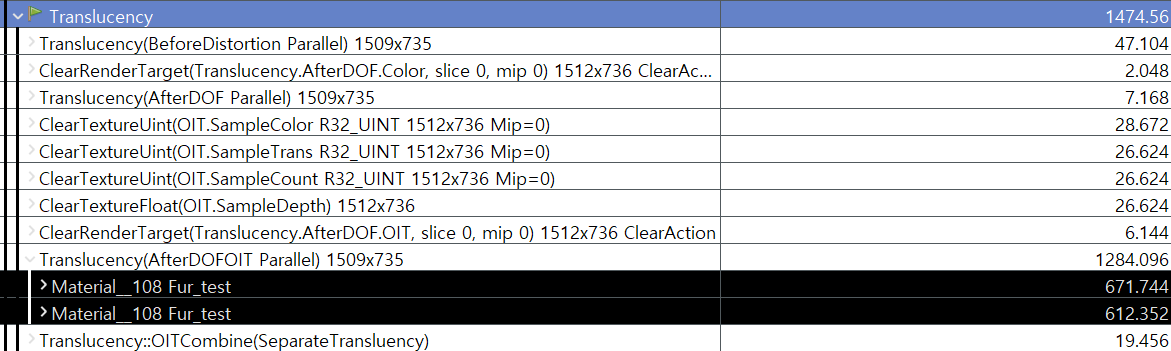 Translucency 1474.56
Translucency(BeforeDistortion Parallel) 1509x735 47.104
ClearRenderTarget(Translucency.AfterDOF.Color, slice 0, mip 0) 1512x736 ClearAc... 2.048
Translucency(AfterDOF Parallel) 1509x735 7.168
ClearTextureUint(OIT.SampleColor R32_UINT 1512x736 Mip=0) 28.672
ClearTextureUint(OIT.SampleTrans R32_UINT 1512x736 Mip=0) 26.624
ClearTextureUint(OIT.SampleCount R32_UINT 1512x736 Mip=0) 26.624
ClearTextureFloat(OIT.SampleDepth) 1512x736 26.624
ClearRenderTarget(Translucency.AfterDOF.OIT, slice 0, mip 0) 1512x736 ClearAction 6.144
Translucency(AfterDOFOIT Parallel) 1509x735 1284.096
Material__108 Fur_test 671.744
Material__108 Fur_test 612.352
Translucency::OITCombine(SeparateTransluency) 19.456